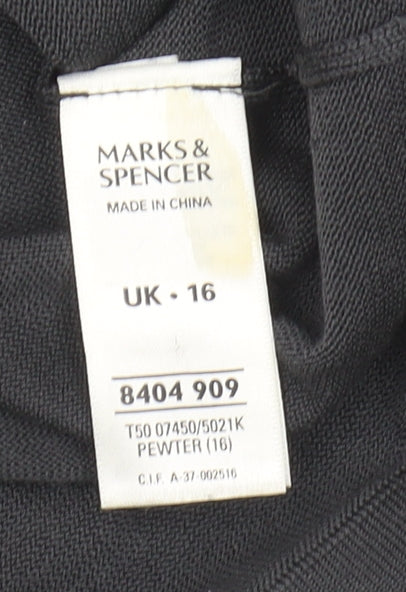 MARKS &
SPENCER
MADE IN CHINA
UK • 16
8404 909
T50 07450/5021K
PEWTER (16)
C.I.F. A-37-002516